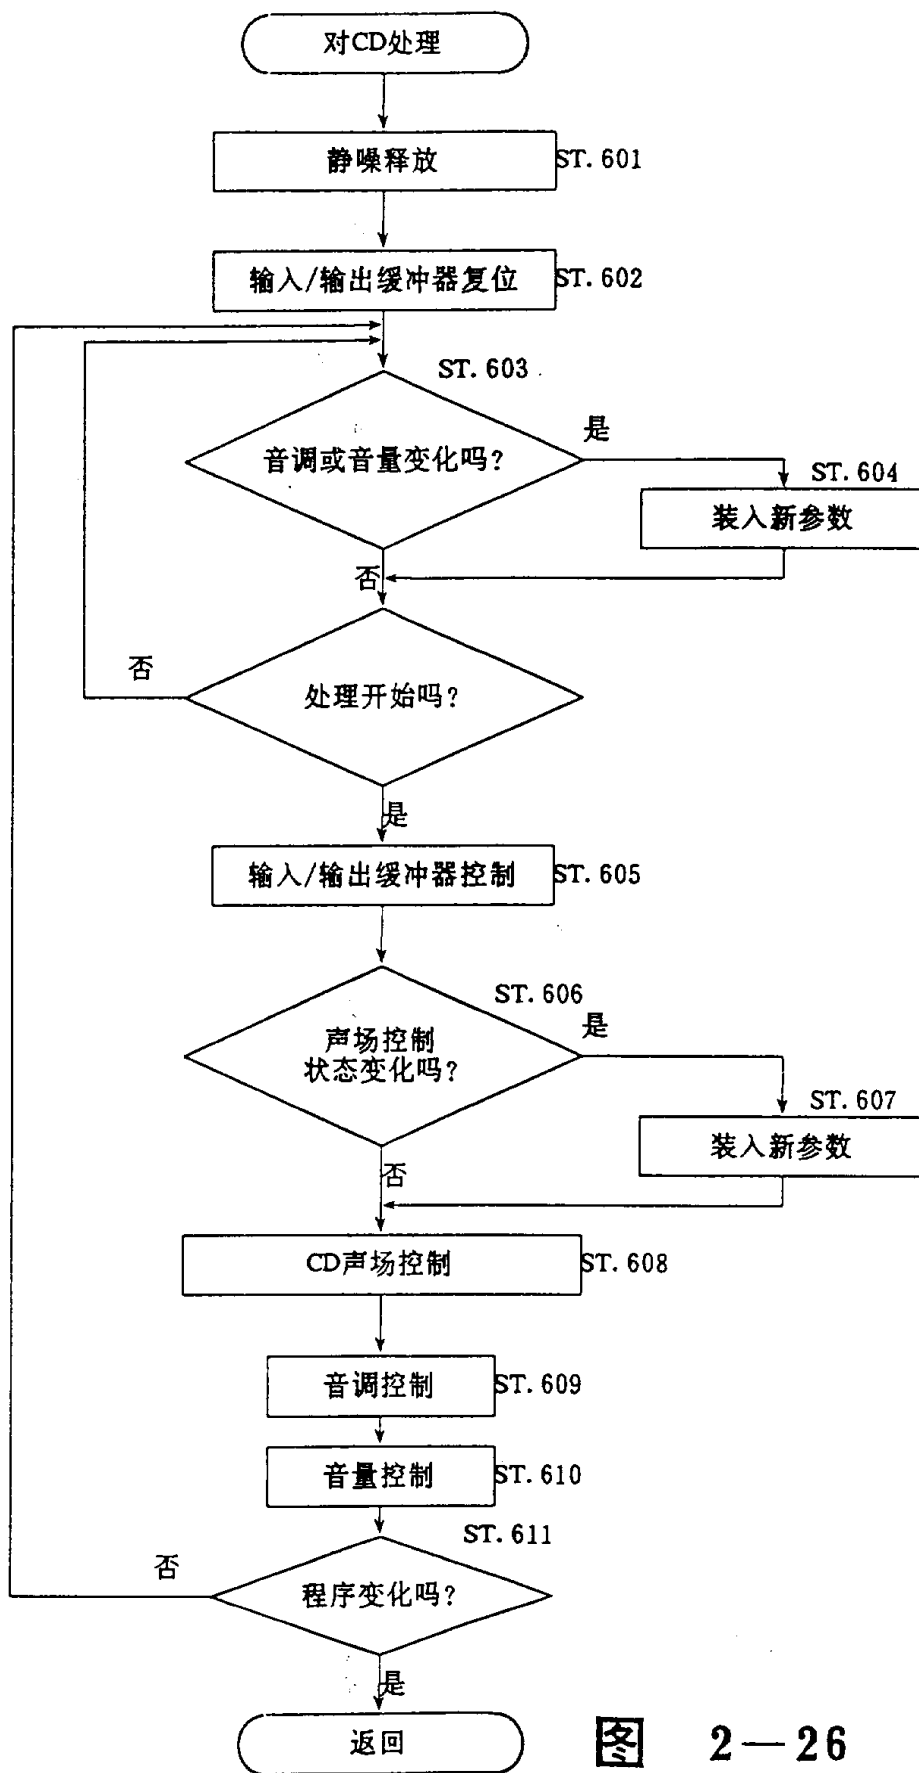 对CD处理
静噪释放
ST.601
输入/输出缓冲器复位
ST.602
ST.603
音调或音量变化吗?
是
ST.604
装入新参数
否
处理开始吗?
否
是
输入/输出缓冲器控制
ST.605
ST.606
声场控制
状态变化吗?
是
ST.607
装入新参数
否
CD声场控制
ST.608
音调控制
ST.609
音量控制
ST.610
ST.611
程序变化吗?
否
是
返回
图 2—26